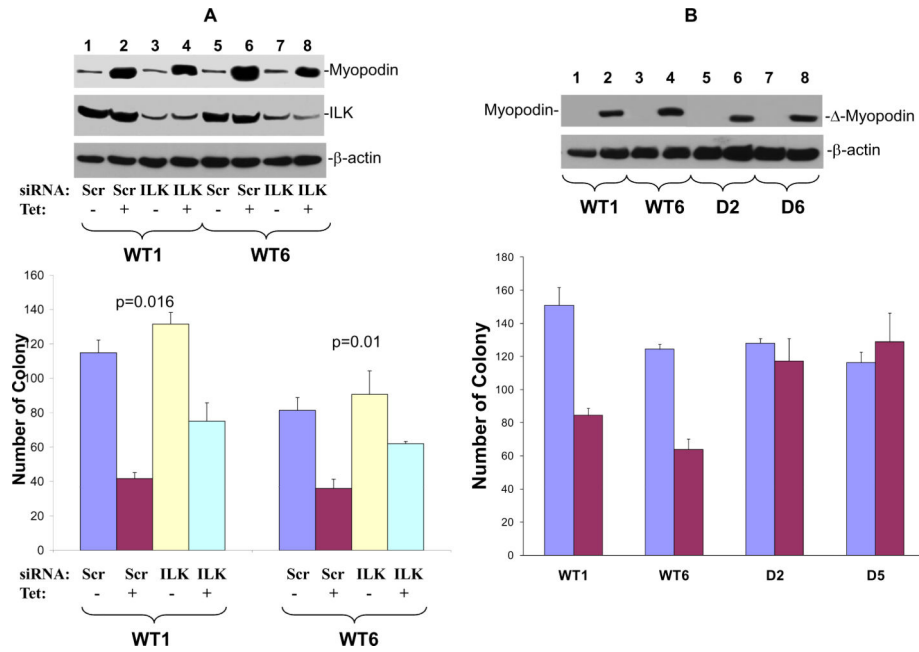 A
1 2 3 4 5 6 7 8
-Myopodin
-ILK
-β-actin
siRNA: Scr Scr ILK ILK Scr Scr ILK ILK
Tet: - + - + - + - +
WT1 WT6
160
140
120
100
80
60
40
20
0
Number of Colony
p=0.016
p=0.01
siRNA: Scr Scr ILK ILK Scr Scr ILK ILK
Tet: - + - + - + - +
WT1 WT6
B
1 2 3 4 5 6 7 8
Myopodin-
-Δ-Myopodin
-β-actin
WT1 WT6 D2 D6
180
160
140
120
100
80
60
40
20
0
Number of Colony
WT1 WT6 D2 D5